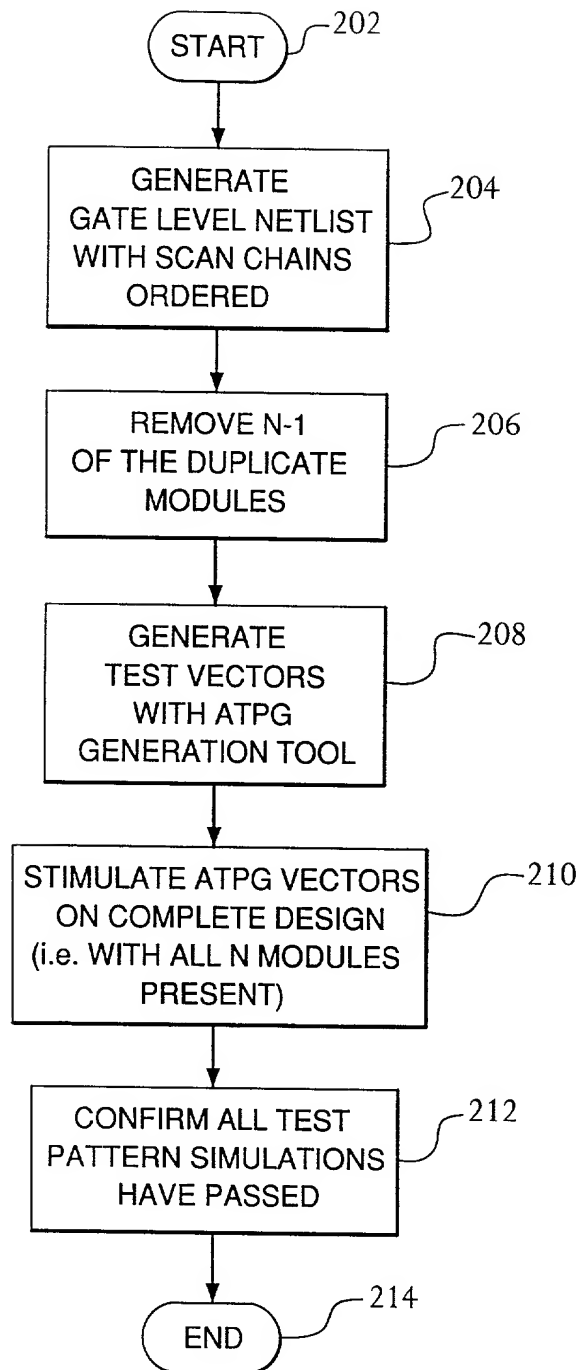 START
202
GENERATE
GATE LEVEL NETLIST
WITH SCAN CHAINS
ORDERED
204
REMOVE N-1
OF THE DUPLICATE
MODULES
206
GENERATE
TEST VECTORS
WITH ATPG
GENERATION TOOL
208
STIMULATE ATPG VECTORS
ON COMPLETE DESIGN
(i.e. WITH ALL N MODULES
PRESENT)
210
CONFIRM ALL TEST
PATTERN SIMULATIONS
HAVE PASSED
212
END
214